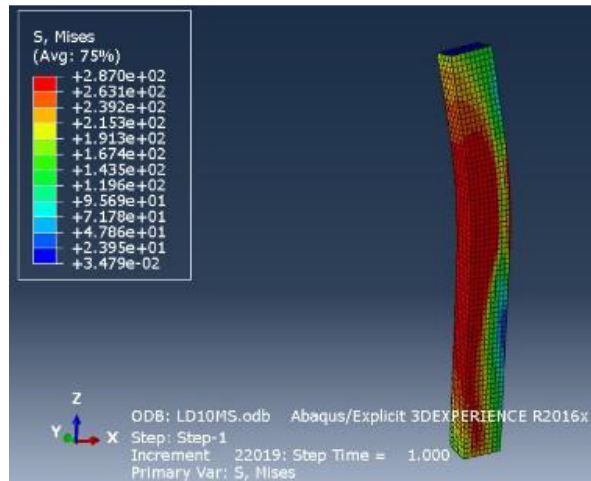 S, Mises
(Avg: 75%)
+2.870e+02
+2.631e+02
+2.392e+02
+2.153e+02
+1.913e+02
+1.674e+02
+1.435e+02
+1.196e+02
+9.569e+01
+7.178e+01
+4.786e+01
+2.395e+01
+3.479e-02
Z
Y X
ODB: LD10MS.odb Abaqus/Explicit 3DEXPERIENCE R2016x
Step: Step-1
Increment 22019: Step Time = 1.000
Primary Var: S, Mises